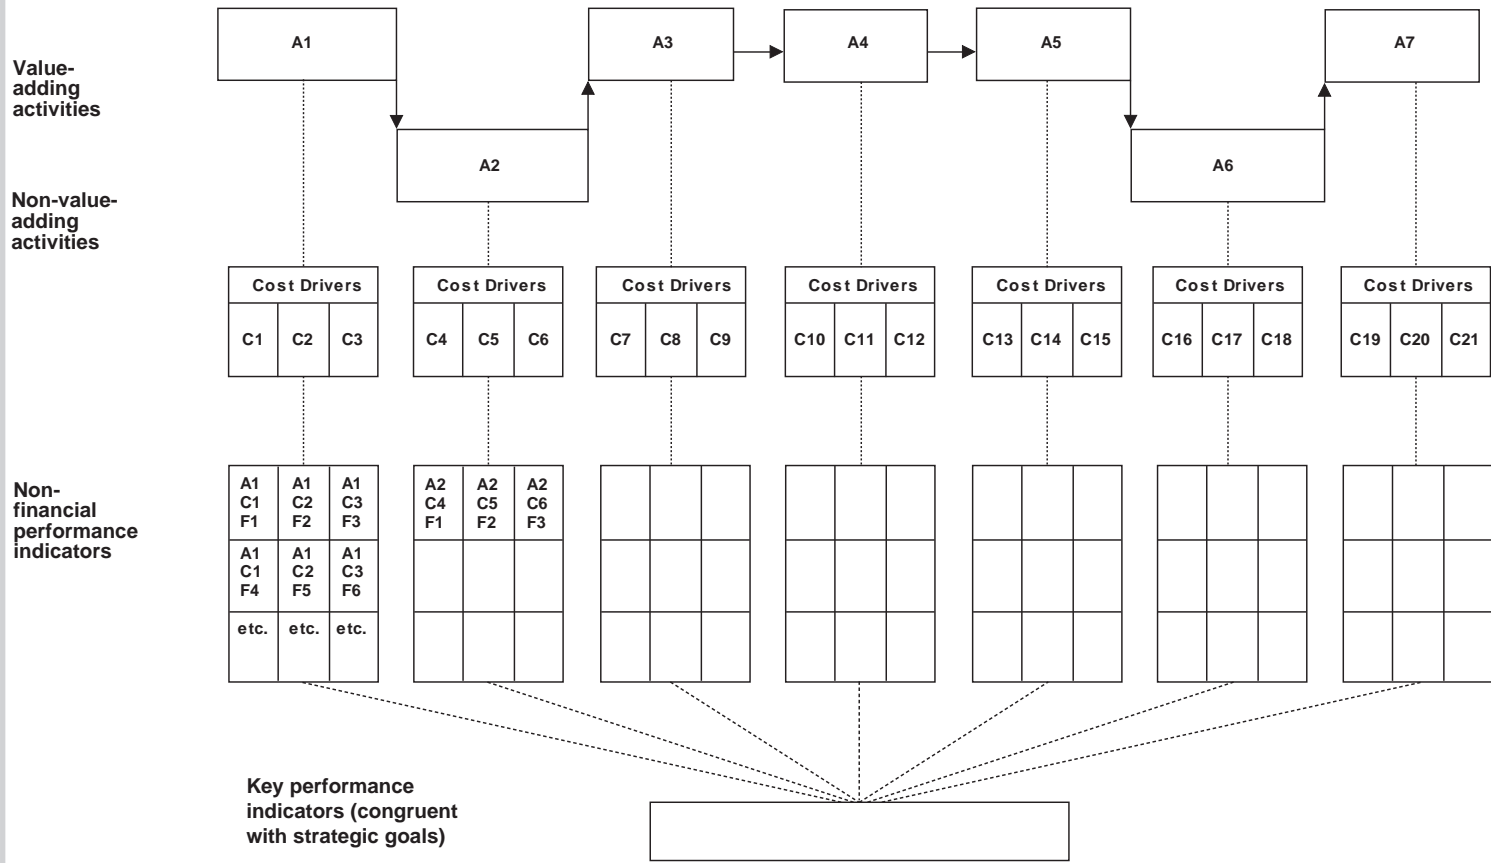 A1
A3
A4
A5
A7
Value-
adding
activities
A2
A6
Non-value-
adding
activities
Cost Drivers
Cost Drivers
Cost Drivers
Cost Drivers
Cost Drivers
Cost Drivers
Cost Drivers
C1 C2 C3
C4 C5 C6
C7 C8 C9
C10 C11 C12
C13 C14 C15
C16 C17 C18
C19 C20 C21
Non-
financial
performance
indicators
A1 A1 A1
C1 C2 C3
F1 F2 F3
A1 A1 A1
C1 C2 C3
F4 F5 F6
etc. etc. etc.
A2 A2 A2
C4 C5 C6
F1 F2 F3
Key performance
indicators (congruent
with strategic goals)